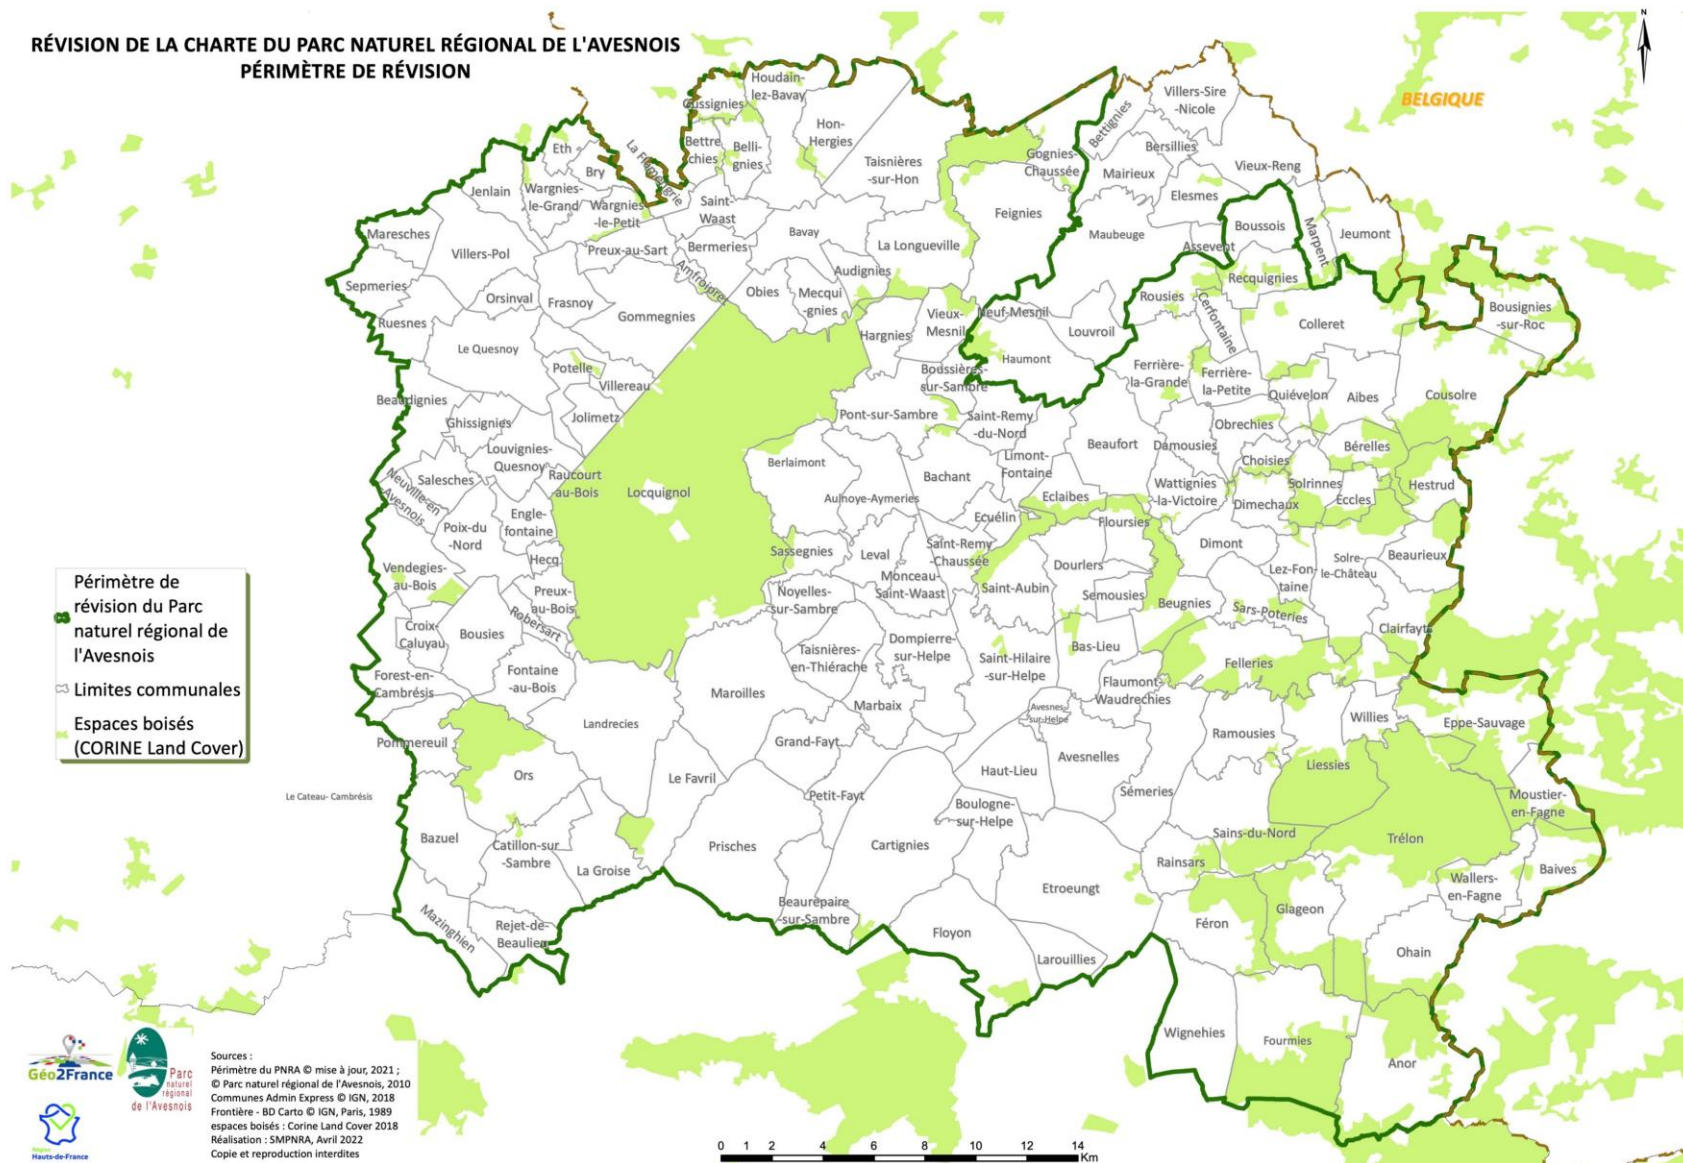 RÉVISION DE LA CHARTE DU PARC NATUREL RÉGIONAL DE L'AVESNOIS
PÉRIMÈTRE DE RÉVISION
N
BELGIQUE
Houdain-
lez-Bavay
Gussignies
Hon-
Hergies
Bettre
chies
Belli-
gnies
Taisnières
-sur-Hon
Gognies-
Chaussée
Bettignies
Villers-Sire
-Nicole
Bersillies
Vieux-Reng
Mairieux
Elesmes
Eth
Bry
La Flamengrie
Jenlain
Wargnies-
le-Grand
Wargnies
-le-Petit
Saint-
Waast
Feignies
Maubeuge
Assevent
Boussois
Marpent
Jeumont
Maresches
Villers-Pol
Preux-au-Sart
Bermeries
Bavay
La Longueville
Amfroipret
Audignies
Recquignies
Sepmeries
Orsinval
Frasnoy
Obies
Mecqui
-gnies
Rousies
Cerfontaine
Bousignies
-sur-Roc
Ruesnes
Gommegnies
Hargnies
Vieux-
Mesnil
Neuf-Mesnil
Louvroil
Colleret
Le Quesnoy
Haumont
Potelle
Villereau
Boussières-
sur-Sambre
Ferrière-
la-Grande
Ferrière-
la-Petite
Quiévelon
Aibes
Cousolre
Beaudignies
Ghissignies
Jolimetz
Pont-sur-Sambre
Saint-Remy
-du-Nord
Obrechies
Louvignies-
Quesnoy
Beaufort
Damousies
Choisies
Bérelles
Salesches
Raucourt
-au-Bois
Locquignol
Berlaimont
Limont-
Fontaine
Bachant
Wattignies
-la-Victoire
Solrinnes
Hestrud
Neuville-en
-Avesnois
Aulnoye-Aymeries
Eclaibes
Dimechaux
Eccles
Poix-du
-Nord
Engle-
fontaine
Ecuélin
Floursies
Hecq
Sassegnies
Leval
Saint-Remy
-Chaussée
Dourlers
Dimont
Lez-Fon-
taine
Solre-
le-Château
Beaurieux
Vendegies-
au-Bois
Preux-
au-Bois
Noyelles-
sur-Sambre
Monceau-
Saint-Waast
Saint-Aubin
Semousies
Beugnies
Sars-Poteries
Croix-
Caluyau
Bousies
Robersart
Clairfayts
Taisnières-
en-Thiérache
Dompierre-
sur-Helpe
Saint-Hilaire
-sur-Helpe
Bas-Lieu
Felleries
Forest-en-
Cambrésis
Fontaine
-au-Bois
Maroilles
Flaumont-
Waudrechies
Marbaix
Avesnes
-sur-Helpe
Landrecies
Willies
Eppe-Sauvage
Pommereuil
Grand-Fayt
Ramousies
Avesnelles
Liessies
Ors
Le Favril
Haut-Lieu
Sémeries
Moustier-
en-Fagne
Le Cateau- Cambrésis
Petit-Fayt
Boulogne-
sur-Helpe
Sains-du-Nord
Trélon
Bazuel
Catillon-sur
-Sambre
Prisches
Cartignies
La Groise
Rainsars
Baives
Wallers-
en-Fagne
Etroeungt
Mazinghien
Rejet-de-
Beaulieu
Beaurepaire
-sur-Sambre
Féron
Glageon
Floyon
Ohain
Larouillies
Wignehies
Fourmies
Anor
Périmètre de
révision du Parc
naturel régional de
l'Avesnois
Limites communales
Espaces boisés
(CORINE Land Cover)
Géo2France
Parc
naturel
régional
de l'Avesnois
Région
Hauts-de-France
Sources :
Périmètre du PNRA © mise à jour, 2021 ;
© Parc naturel régional de l'Avesnois, 2010
Communes Admin Express © IGN, 2018
Frontière - BD Carto © IGN, Paris, 1989
espaces boisés : Corine Land Cover 2018
Réalisation : SMPNRA, Avril 2022
Copie et reproduction interdites
0 1 2 4 6 8 10 12 14
Km